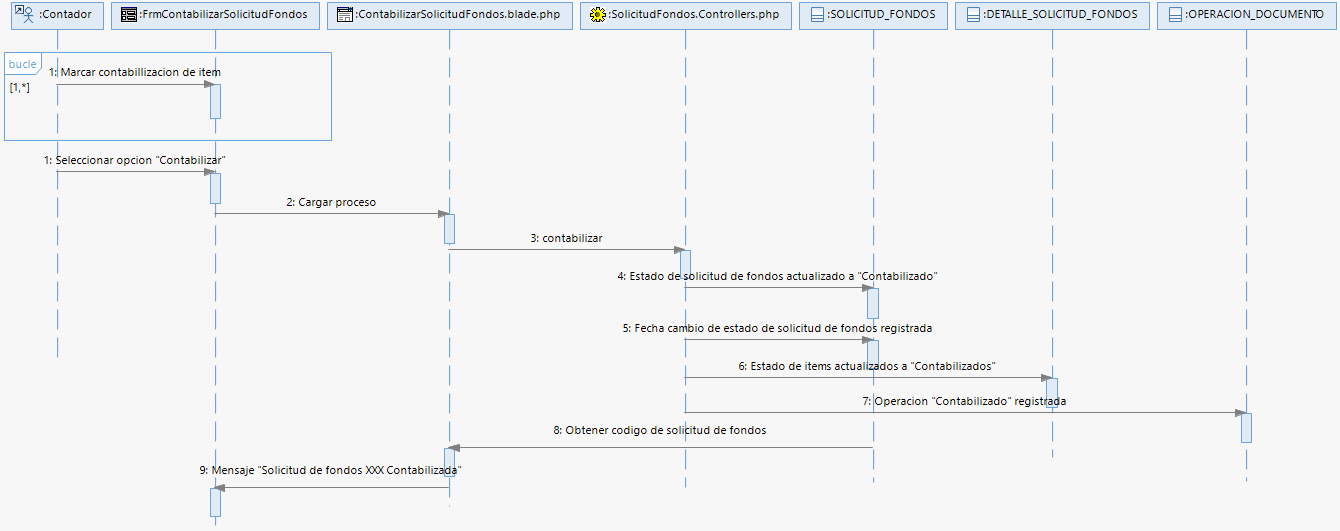 :Contador
:FrmContabilizarSolicitudFondos
:ContabilizarSolicitudFondos.blade.php
:SolicitudFondos.Controllers.php
:SOLICITUD_FONDOS
:DETALLE_SOLICITUD_FONDOS
:OPERACION_DOCUMENTO
bucle
1: Marcar contabillizacion de item
[1,*]
1: Seleccionar opcion "Contabilizar"
2: Cargar proceso
3: contabilizar
4: Estado de solicitud de fondos actualizado a "Contabilizado"
5: Fecha cambio de estado de solicitud de fondos registrada
6: Estado de items actualizados a "Contabilizados"
7: Operacion "Contabilizado" registrada
8: Obtener codigo de solicitud de fondos
9: Mensaje "Solicitud de fondos XXX Contabilizada"